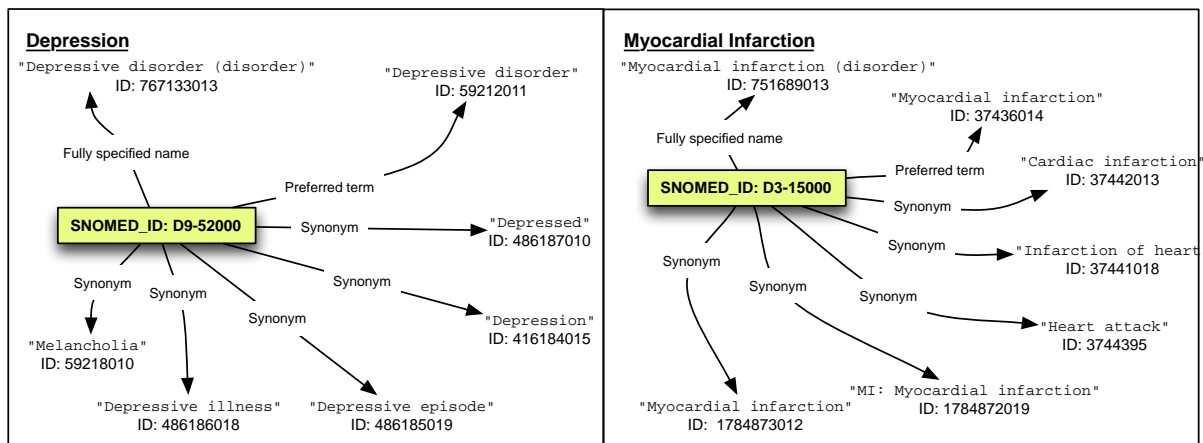 Depression
"Depressive disorder (disorder)"
ID: 767133013
"Depressive disorder"
ID: 59212011
Fully specified name
Preferred term
SNOMED_ID: D9-52000
Synonym
"Depressed"
ID: 486187010
Synonym
Synonym
Synonym
Synonym
"Depression"
ID: 416184015
"Melancholia"
ID: 59218010
"Depressive illness"
ID: 486186018
"Depressive episode"
ID: 486185019
Myocardial Infarction
"Myocardial infarction (disorder)"
ID: 751689013
"Myocardial infarction"
ID: 37436014
Fully specified name
Preferred term
"Cardiac infarction"
ID: 37442013
SNOMED_ID: D3-15000
Synonym
Synonym
"Infarction of heart
ID: 37441018
Synonym
Synonym
Synonym
"Heart attack"
ID: 3744395
"MI: Myocardial infarction"
ID: 1784872019
"Myocardial infarction"
ID: 1784873012